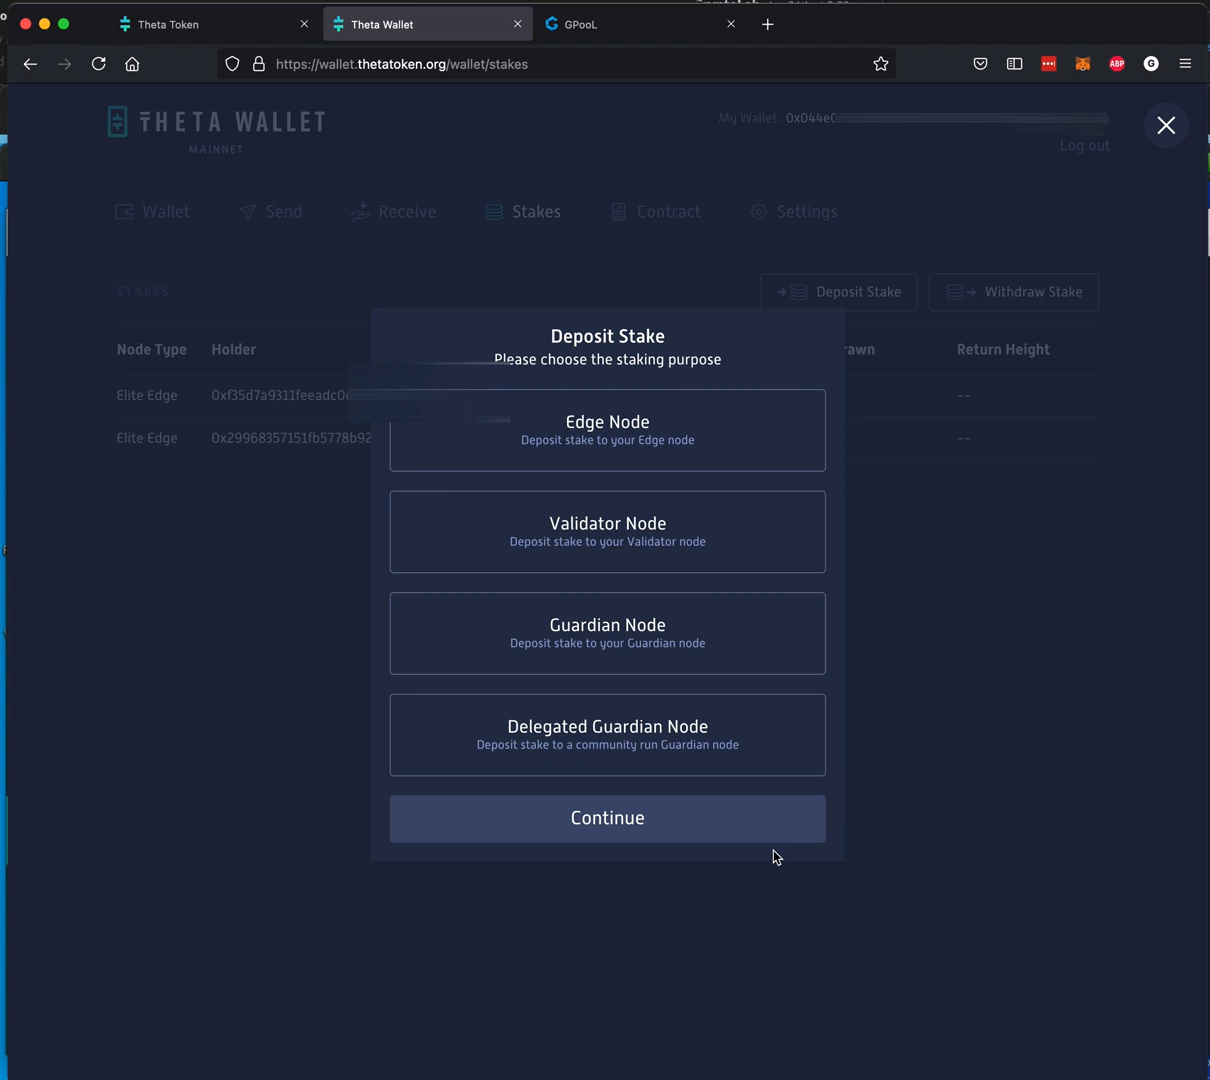 Theta Token
Theta Wallet
GPooL
https://wallet.thetatoken.org/wallet/stakes
ABP
G
THETA WALLET
MAINNET
My Wallet: 0x044e0
Log out
Wallet
Send
Receive
Stakes
Contract
Settings
STAKES
Deposit Stake
Withdraw Stake
Node Type
Holder
rawn
Return Height
Elite Edge
0xf35d7a9311feeadc0
--
Elite Edge
0x29968357151fb5778b92
--
Deposit Stake
Please choose the staking purpose
Edge Node
Deposit stake to your Edge node
Validator Node
Deposit stake to your Validator node
Guardian Node
Deposit stake to your Guardian node
Delegated Guardian Node
Deposit stake to a community run Guardian node
Continue